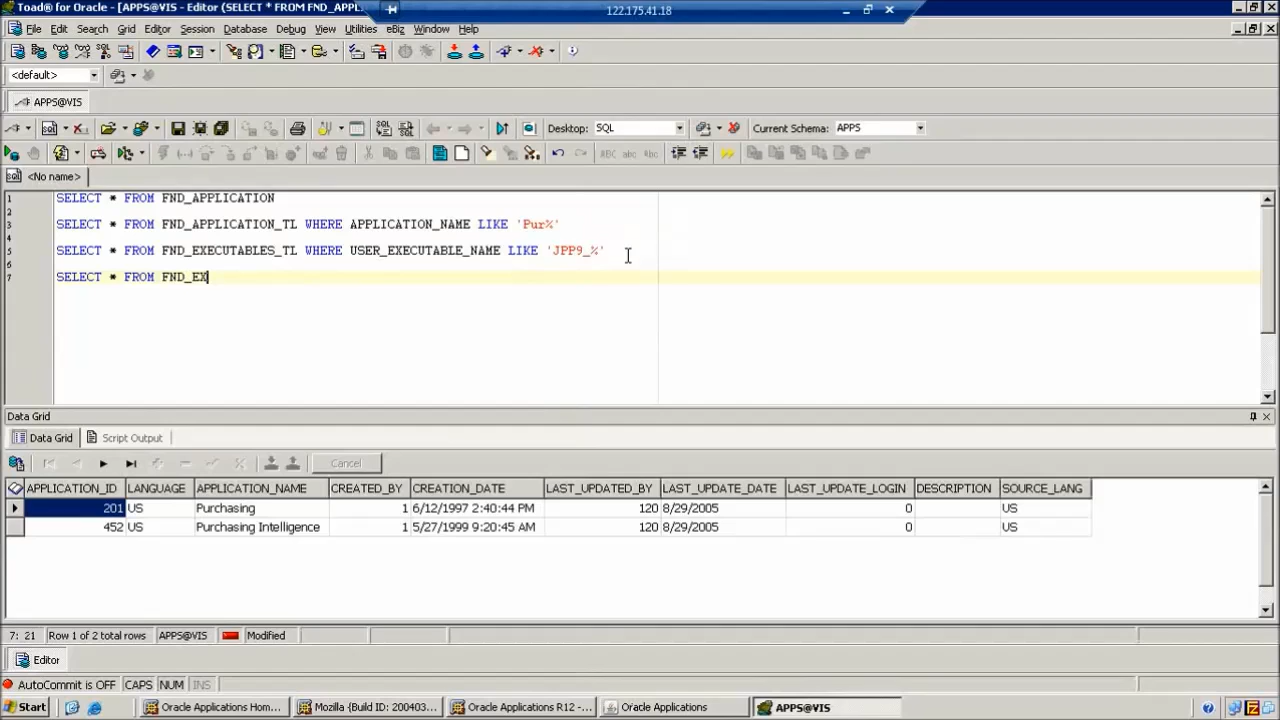 Toad® for Oracle - [APPS@VIS - Editor (SELECT * FROM FND_APPL
122.175.41.18
File Edit Search Grid Editor Session Database Debug View Utilities eBiz Window Help
<default>
APPS@VIS
SQL Desktop: SQL Current Schema: APPS
ABC abc Abc
SQL <No name>
1 SELECT * FROM FND_APPLICATION
2
3 SELECT * FROM FND_APPLICATION_TL WHERE APPLICATION_NAME LIKE 'Pur%'
4
5 SELECT * FROM FND_EXECUTABLES_TL WHERE USER_EXECUTABLE_NAME LIKE 'JPP9_%'
6
7 SELECT * FROM FND_EX
Data Grid
Data Grid Script Output
Cancel
APPLICATION_ID LANGUAGE APPLICATION_NAME CREATED_BY CREATION_DATE LAST_UPDATED_BY LAST_UPDATE_DATE LAST_UPDATE_LOGIN DESCRIPTION SOURCE_LANG
201 US Purchasing 1 6/12/1997 2:40:44 PM 120 8/29/2005 0 US
452 US Purchasing Intelligence 1 5/27/1999 9:20:45 AM 120 8/29/2005 0 US
7: 21 Row 1 of 2 total rows APPS@VIS Modified
Editor
AutoCommit is OFF CAPS NUM INS
Start Oracle Applications Hom... Mozilla {Build ID: 200403... Oracle Applications R12 -... Oracle Applications APPS@VIS